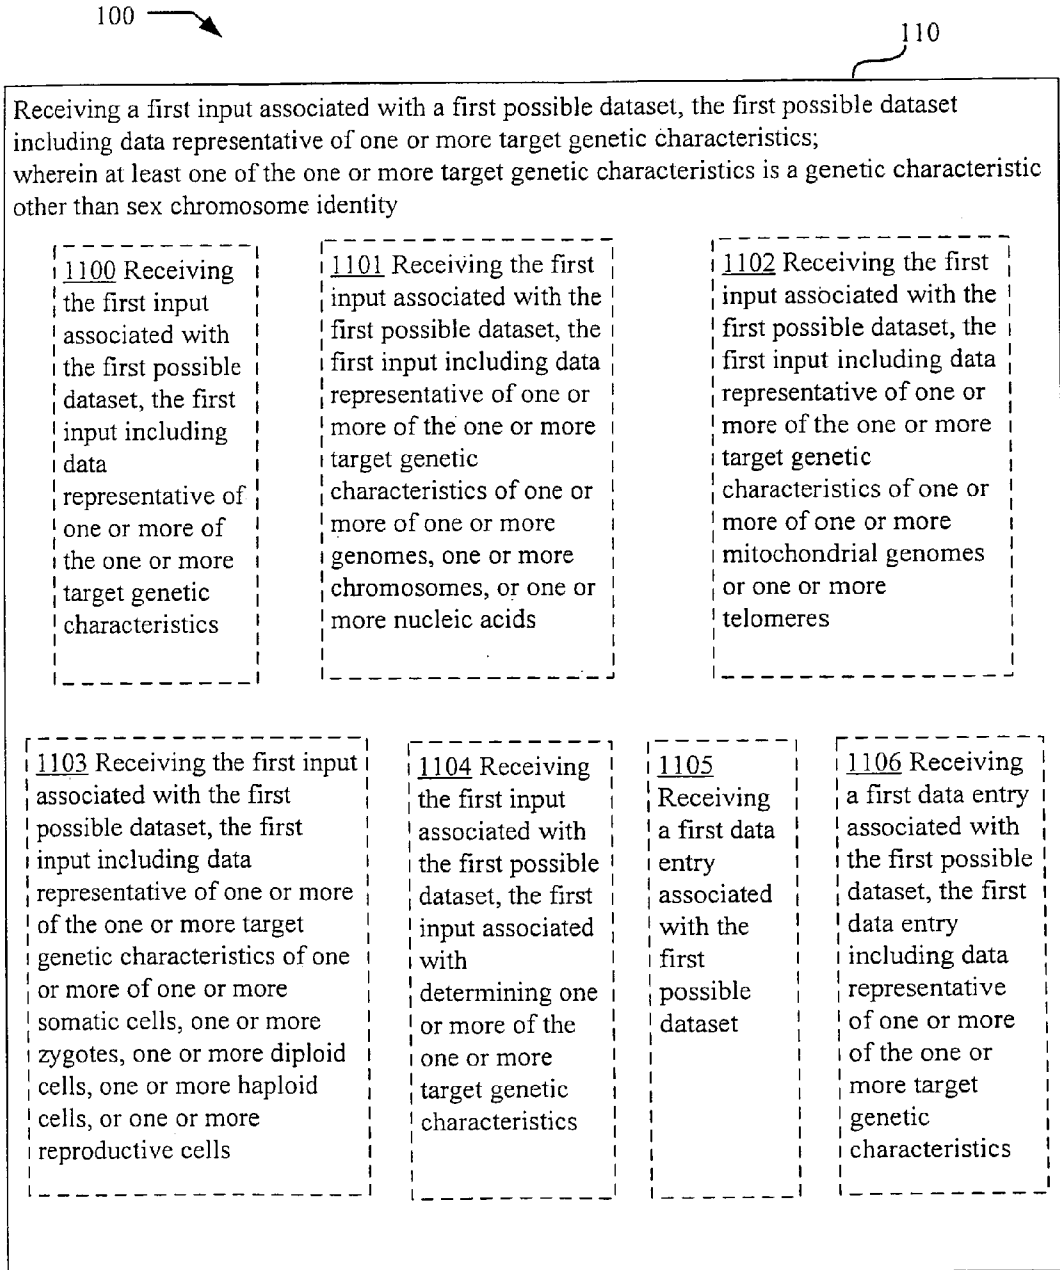 100
110
Receiving a first input associated with a first possible dataset, the first possible dataset
including data representative of one or more target genetic characteristics;
wherein at least one of the one or more target genetic characteristics is a genetic characteristic
other than sex chromosome identity
1100 Receiving
the first input
associated with
the first possible
dataset, the first
input including
data
representative of
one or more of
the one or more
target genetic
characteristics
1101 Receiving the first
input associated with the
first possible dataset, the
first input including data
representative of one or
more of the one or more
target genetic
characteristics of one or
more of one or more
genomes, one or more
chromosomes, or one or
more nucleic acids
1102 Receiving the first
input associated with the
first possible dataset, the
first input including data
representative of one or
more of the one or more
target genetic
characteristics of one or
more of one or more
mitochondrial genomes
or one or more
telomeres
1103 Receiving the first input
associated with the first
possible dataset, the first
input including data
representative of one or more
of the one or more target
genetic characteristics of one
or more of one or more
somatic cells, one or more
zygotes, one or more diploid
cells, one or more haploid
cells, or one or more
reproductive cells
1104 Receiving
the first input
associated with
the first possible
dataset, the first
input associated
with
determining one
or more of the
one or more
target genetic
characteristics
1105
Receiving
a first data
entry
associated
with the
first
possible
dataset
1106 Receiving
a first data entry
associated with
the first possible
dataset, the first
data entry
including data
representative
of one or more
of the one or
more target
genetic
characteristics